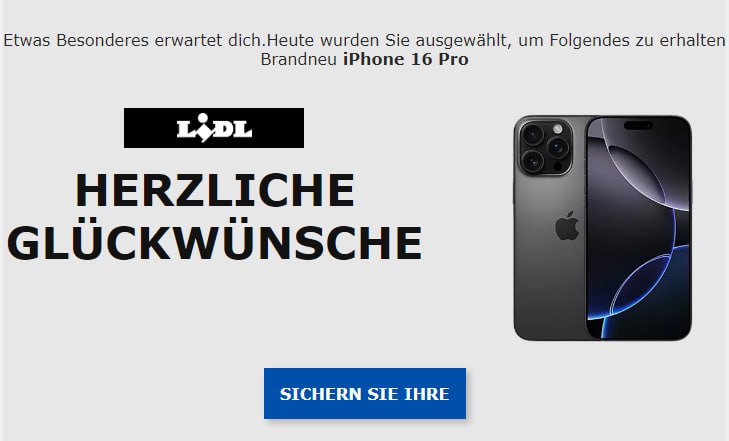 Etwas Besonderes erwartet dich.Heute wurden Sie ausgewählt, um Folgendes zu erhalten
Brandneu iPhone 16 Pro
LIDL
HERZLICHE
GLÜCKWÜNSCHE
SICHERN SIE IHRE